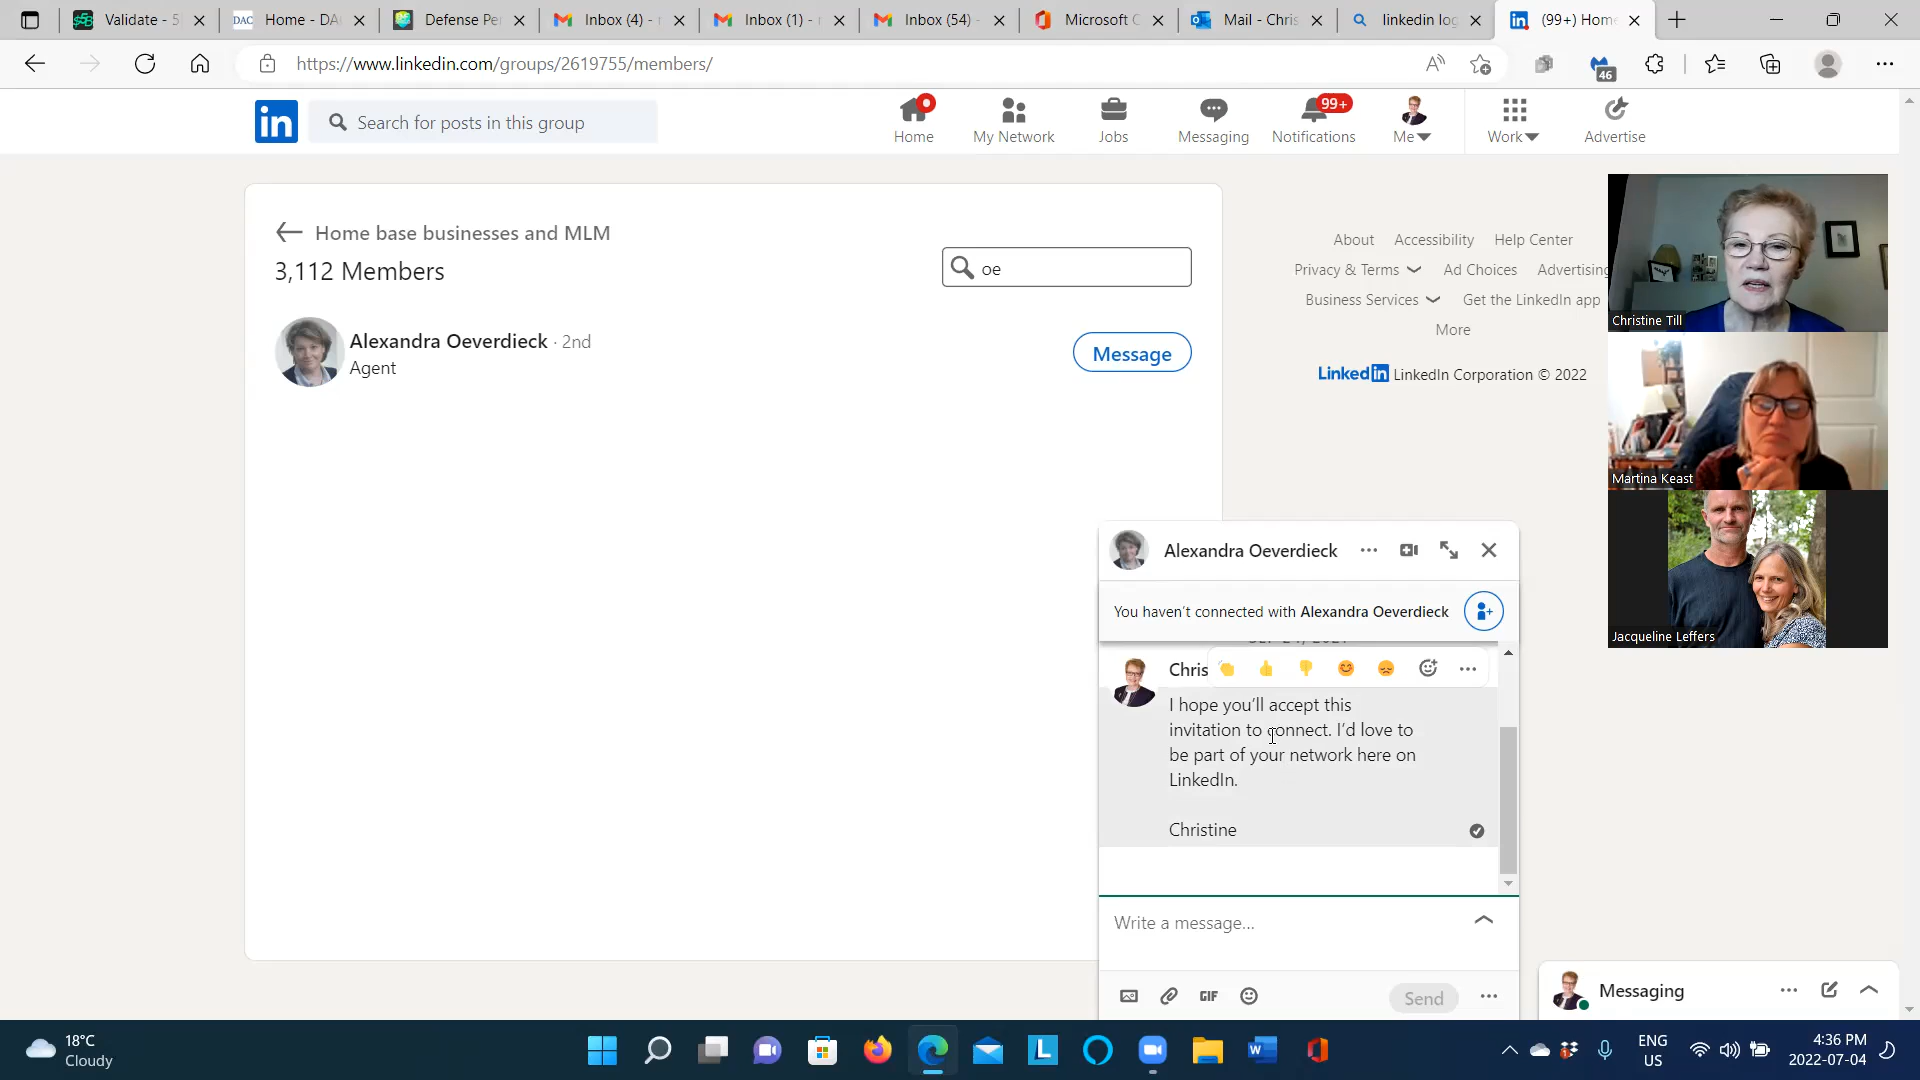 Validate - 5
Home - DA
Defense Pe
Inbox (4) -
Inbox (1) -
Inbox (54) -
Microsoft
Mail - Chris
linkedin log
(99+) Home
https://www.linkedin.com/groups/2619755/members/
46
in
Search for posts in this group
Home
My Network
Jobs
Messaging
99+
Notifications
Me
Work
Advertise
Home base businesses and MLM
3,112 Members
oe
Alexandra Oeverdieck · 2nd
Agent
Message
About Accessibility Help Center
Privacy & Terms Ad Choices Advertising
Business Services Get the LinkedIn app
More
LinkedIn LinkedIn Corporation © 2022
Christine Till
Martina Keast
Jacqueline Leffers
Alexandra Oeverdieck
You haven't connected with Alexandra Oeverdieck
Chris
I hope you'll accept this
invitation to connect. I'd love to
be part of your network here on
LinkedIn.
Christine
Write a message...
GIF
Send
Messaging
18°C
Cloudy
ENG
US
4:36 PM
2022-07-04